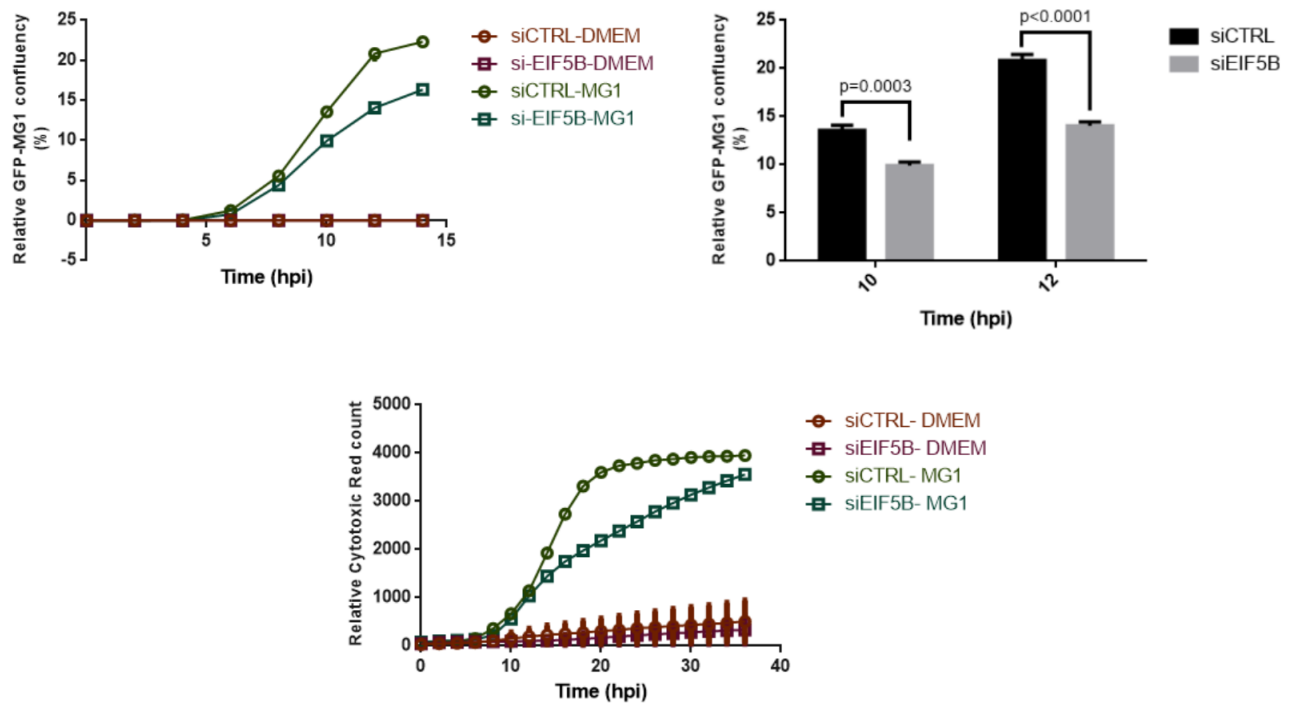 Relative GFP-MG1 confluency
(%)
25
20
15
10
5
0
-5
5
10
15
Time (hpi)
siCTRL-DMEM
si-EIF5B-DMEM
siCTRL-MG1
si-EIF5B-MG1
Relative GFP-MG1 confluency
(%)
25
20
15
10
5
0
p=0.0003
p<0.0001
10
12
Time (hpi)
siCTRL
siEIF5B
Relative Cytotoxic Red count
5000
4000
3000
2000
1000
0
0
10
20
30
40
Time (hpi)
siCTRL- DMEM
siEIF5B- DMEM
siCTRL- MG1
siEIF5B- MG1